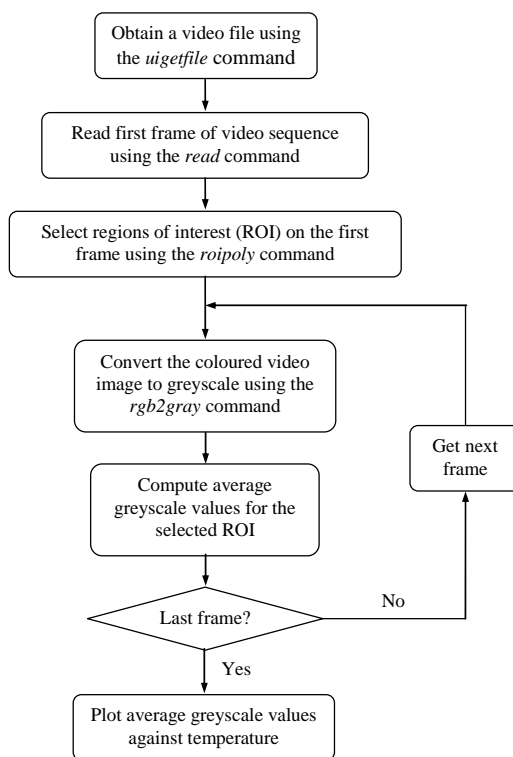 Obtain a video file using
the uigetfile command
Read first frame of video sequence
using the read command
Select regions of interest (ROI) on the first
frame using the roipoly command
Convert the coloured video
image to greyscale using the
rgb2gray command
Get next
frame
Compute average
greyscale values for the
selected ROI
Last frame?
No
Yes
Plot average greyscale values
against temperature